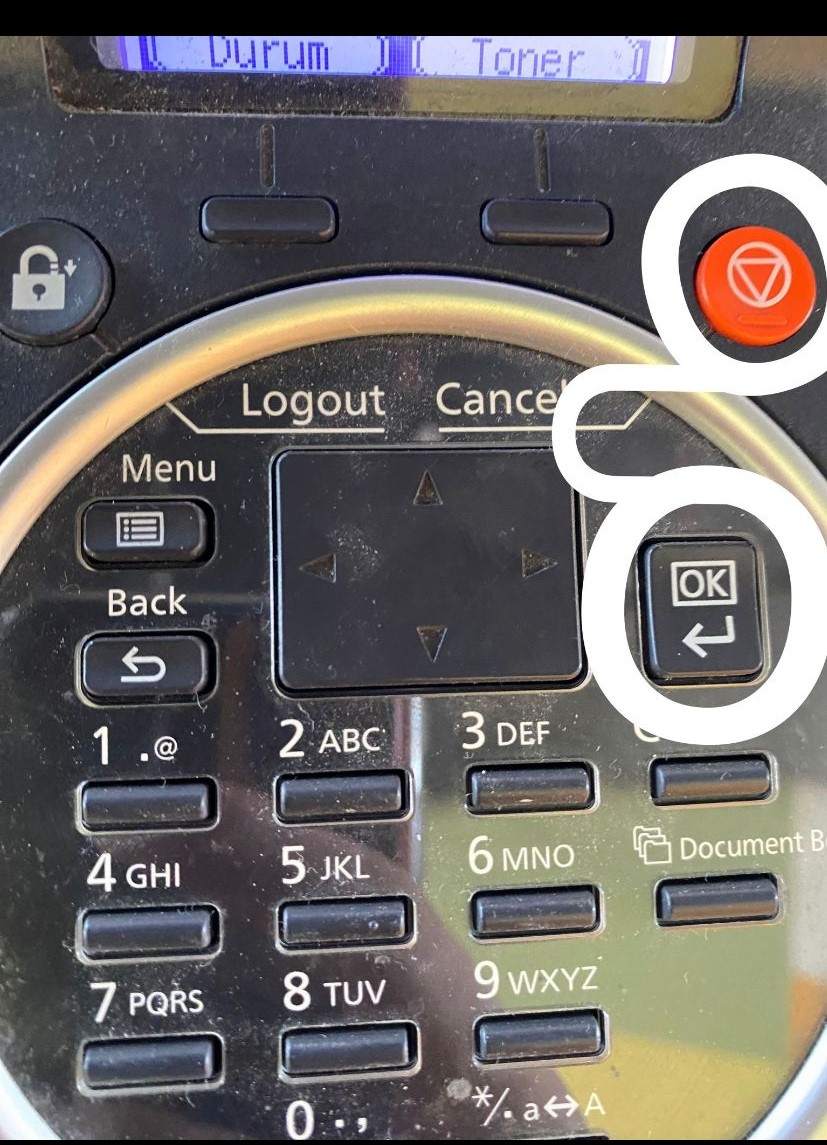 [ Durum ] [ Toner ]
Logout Cancel
Menu
OK
Back
1 .@ 2 ABC 3 DEF
4 GHI 5 JKL 6 MNO Document
7 PQRS 8 TUV 9 WXYZ
0 . , */. a↔A